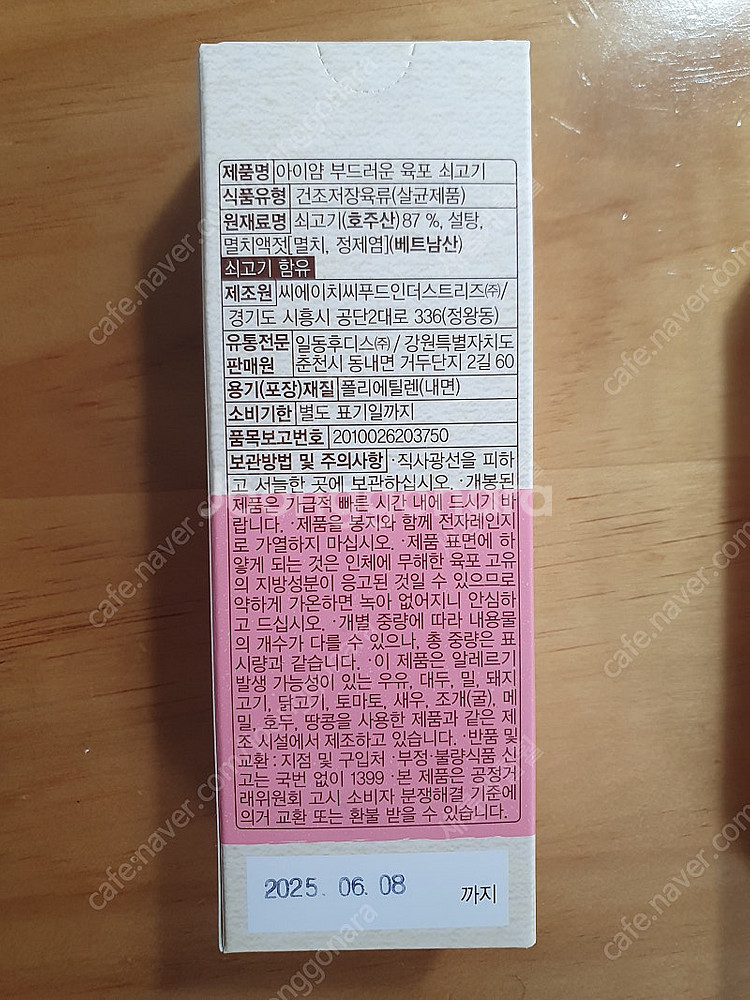 제품명 아이얌 부드러운 육포 쇠고기
식품유형 건조저장육류(살균제품)
원재료명 쇠고기(호주산) 87 %, 설탕,
멸치액젓[멸치, 정제염](베트남산)
쇠고기 함유
제조원 씨에이치씨푸드인더스트리즈㈜/
경기도 시흥시 공단2대로 336(정왕동)
유통전문 일동후디스㈜/ 강원특별자치도
판매원 춘천시 동내면 거두단지 2길 60
용기(포장)재질 폴리에틸렌(내면)
소비기한 별도 표기일까지
품목보고번호 2010026203750
보관방법 및 주의사항 ·직사광선을 피하
고 서늘한 곳에 보관하십시오. ·개봉된
제품은 가급적 빠른 시간 내에 드시기 바
랍니다. ·제품을 봉지와 함께 전자레인지
로 가열하지 마십시오. ·제품 표면에 하
얗게 되는 것은 인체에 무해한 육포 고유
의 지방성분이 응고된 것일 수 있으므로
약하게 가온하면 녹아 없어지니 안심하
고 드십시오. ·개별 중량에 따라 내용물
의 개수가 다를 수 있으나, 총 중량은 표
시량과 같습니다. ·이 제품은 알레르기
발생 가능성이 있는 우유, 대두, 밀, 돼지
고기, 닭고기, 토마토, 새우, 조개(굴), 메
밀, 호두, 땅콩을 사용한 제품과 같은 제
조 시설에서 제조하고 있습니다. ·반품 및
교환 : 지점 및 구입처 ·부정·불량식품 신
고는 국번 없이 1399 ·본 제품은 공정거
래위원회 고시 소비자 분쟁해결 기준에
의거 교환 또는 환불 받을 수 있습니다.
2025. 06. 08 까지
cafe.naver.com
cafe.naver.com
cafe.naver.com
cafe.naver.com
cafe.naver.com
cafe.naver.com